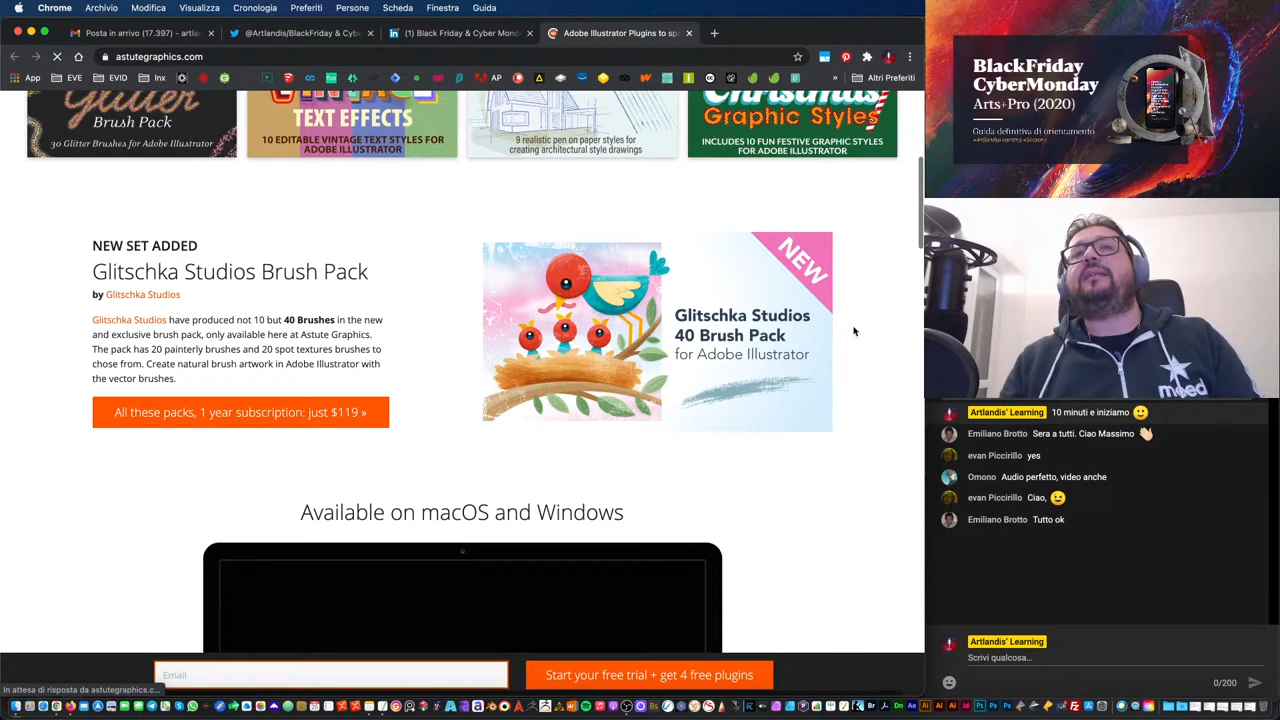 Chrome Archivio Modifica Visualizza Cronologia Preferiti Persone Scheda Finestra Guida
Posta in arrivo (17.397) - artlan
@Artlandis/BlackFriday & Cybe
(1) Black Friday & Cyber Mond
Adobe Illustrator Plugins to sp
astutegraphics.com
App EVE EVID Inx AP » Altri Preferiti
Glitter
Brush Pack
30 Glitter Brushes for Adobe Illustrator
TEXT EFFECTS
10 EDITABLE VINTAGE TEXT STYLES FOR
ADOBE ILLUSTRATOR
9 realistic pen on paper styles for
creating architectural style drawings
Christmas
Graphic Styles
INCLUDES 10 FUN FESTIVE GRAPHIC STYLES
FOR ADOBE ILLUSTRATOR
NEW SET ADDED
Glitschka Studios Brush Pack
by Glitschka Studios
Glitschka Studios have produced not 10 but 40 Brushes in the new
and exclusive brush pack, only available here at Astute Graphics.
The pack has 20 painterly brushes and 20 spot textures brushes to
chose from. Create natural brush artwork in Adobe Illustrator with
the vector brushes.
All these packs, 1 year subscription: just $119 »
NEW
Glitschka Studios
40 Brush Pack
for Adobe Illustrator
Available on macOS and Windows
Email
Start your free trial + get 4 free plugins
In attesa di risposta da astutegraphics.c...
BlackFriday
CyberMonday
Arts+Pro (2020)
Guida definitiva di orientamento
Artlandis' Learning 10 minuti e iniziamo
Emiliano Brotto Sera a tutti. Ciao Massimo
evan Piccirillo yes
Omono Audio perfetto, video anche
evan Piccirillo Ciao,
Emiliano Brotto Tutto ok
Artlandis' Learning
Scrivi qualcosa...
0/200